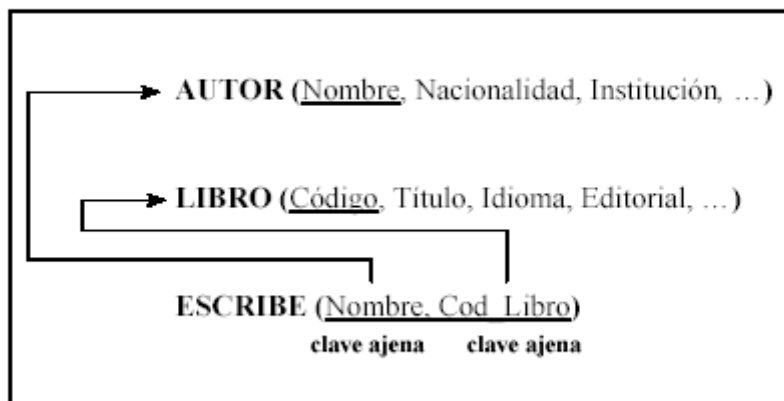 AUTOR (Nombre, Nacionalidad, Institución, ...)
LIBRO (Código, Título, Idioma, Editorial, ...)
ESCRIBE (Nombre, Cod_Libro)
clave ajena clave ajena